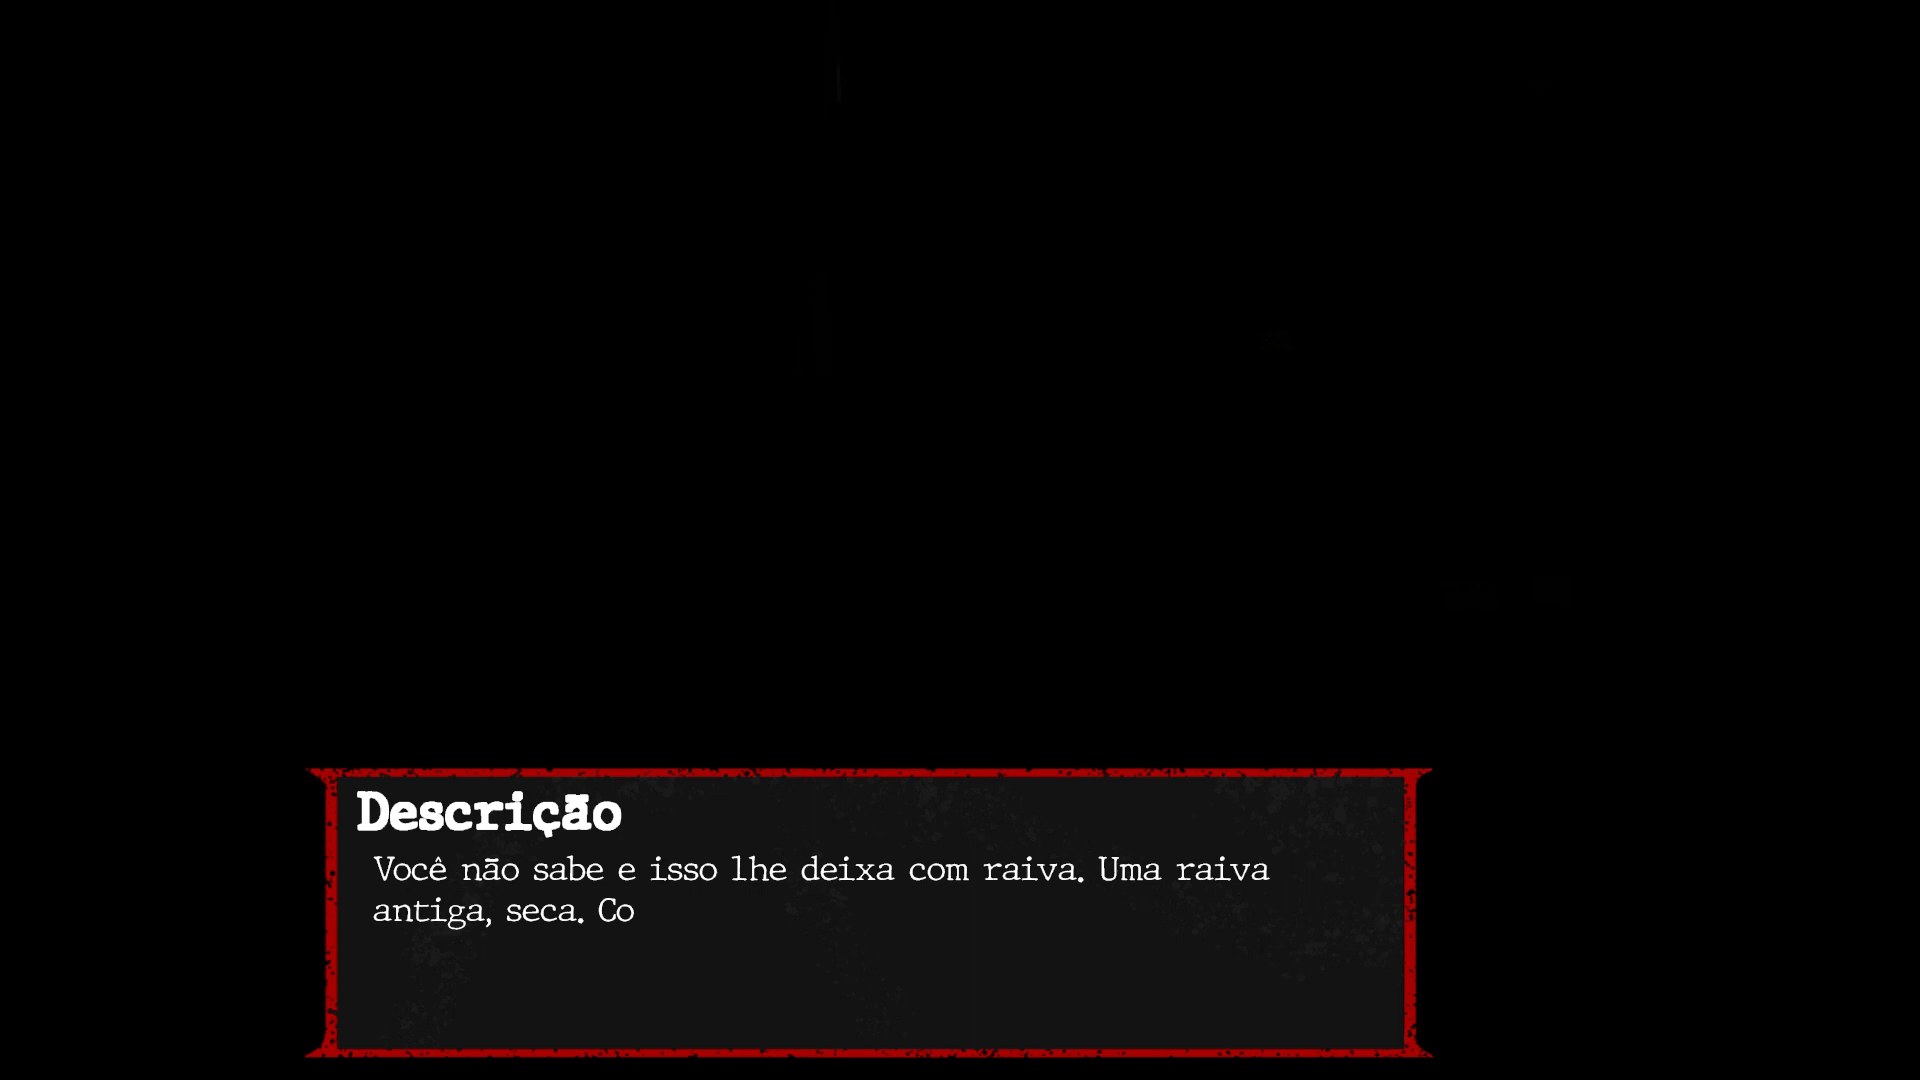 Descrição
Você não sabe e isso lhe deixa com raiva. Uma raiva
antiga, seca. Co